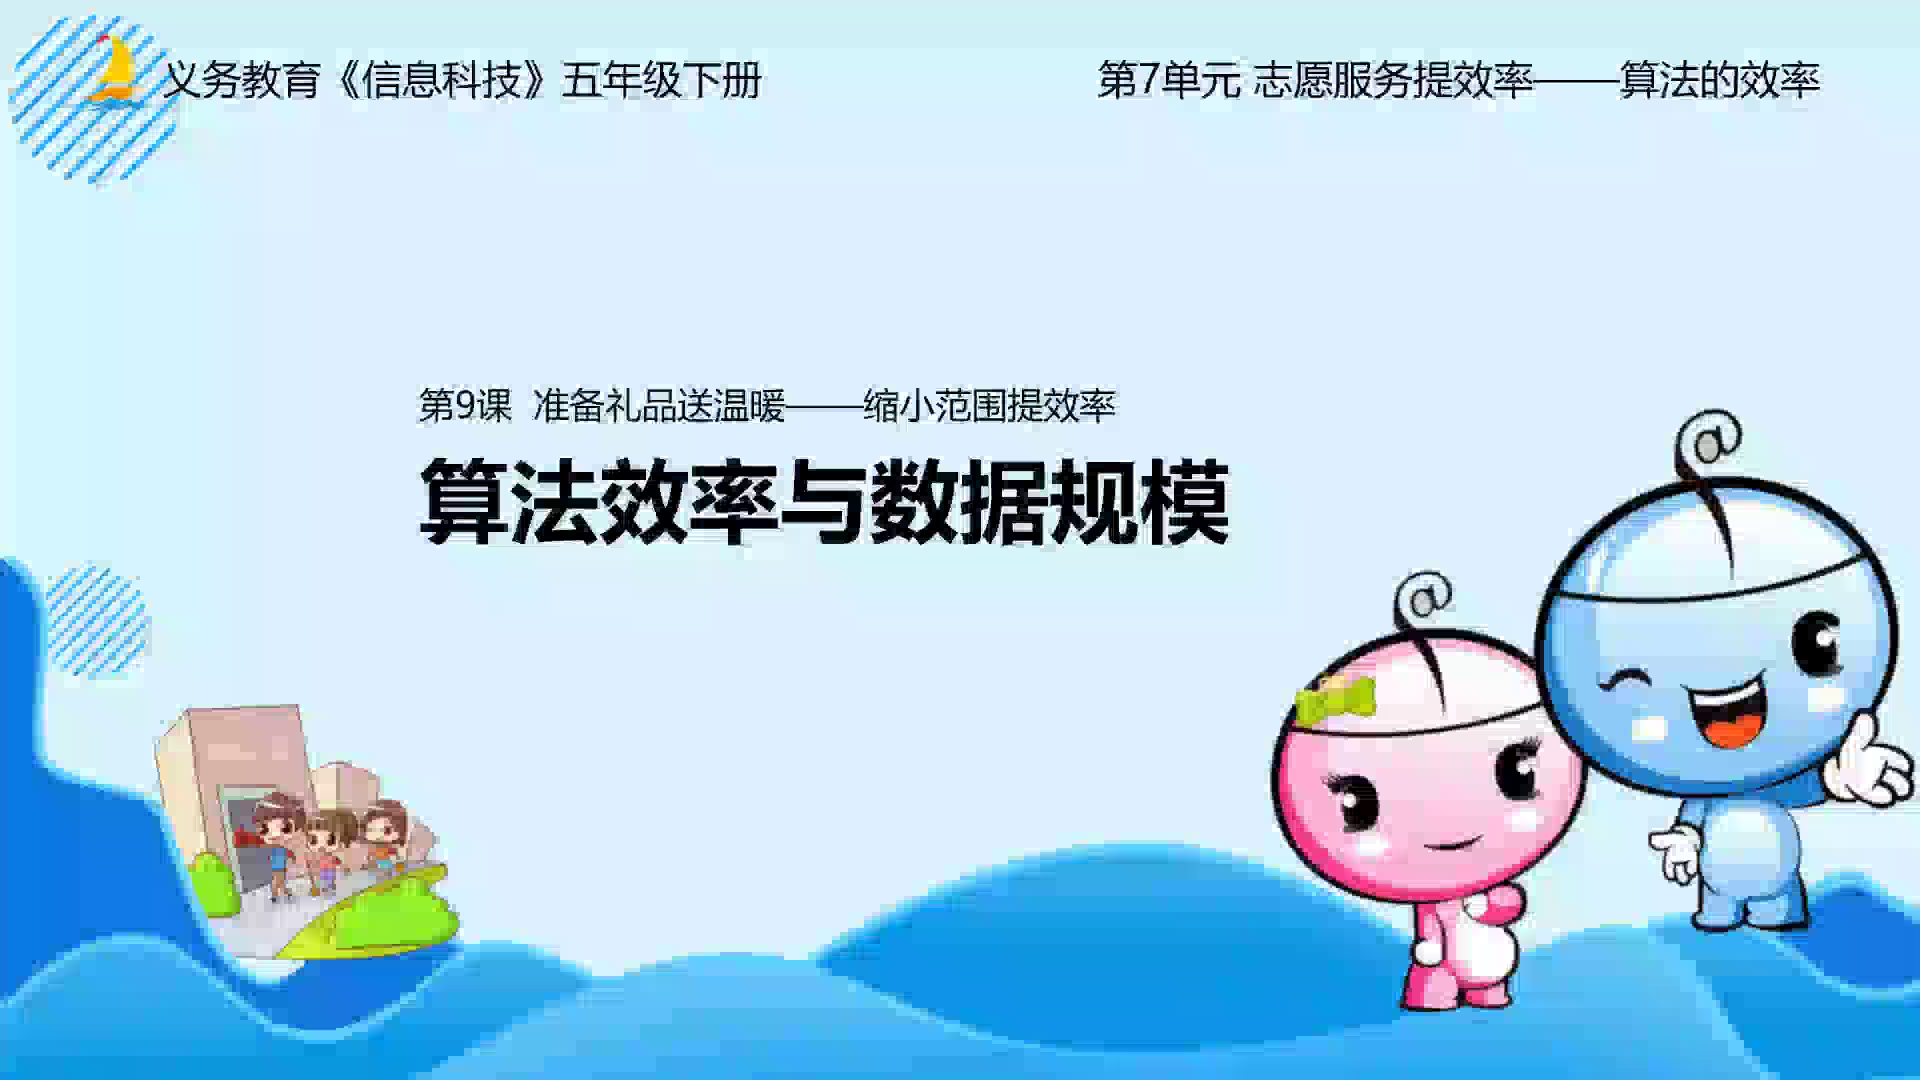 义务教育《信息科技》五年级下册
第7单元 志愿服务提效率——算法的效率
第9课 准备礼品送温暖——缩小范围提效率
算法效率与数据规模